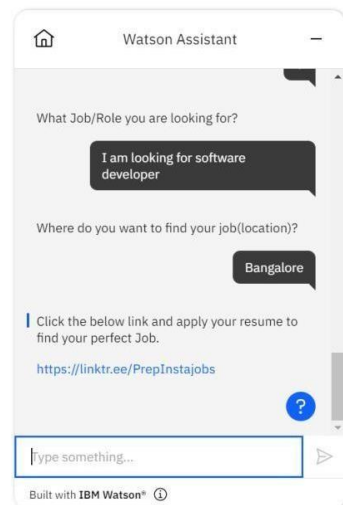 Watson Assistant
What Job/Role you are looking for?
I am looking for software
developer
Where do you want to find your job(location)?
Bangalore
Click the below link and apply your resume to
find your perfect Job.
https://linktr.ee/PrepInstajobs
?
Type something...
Built with IBM Watson®